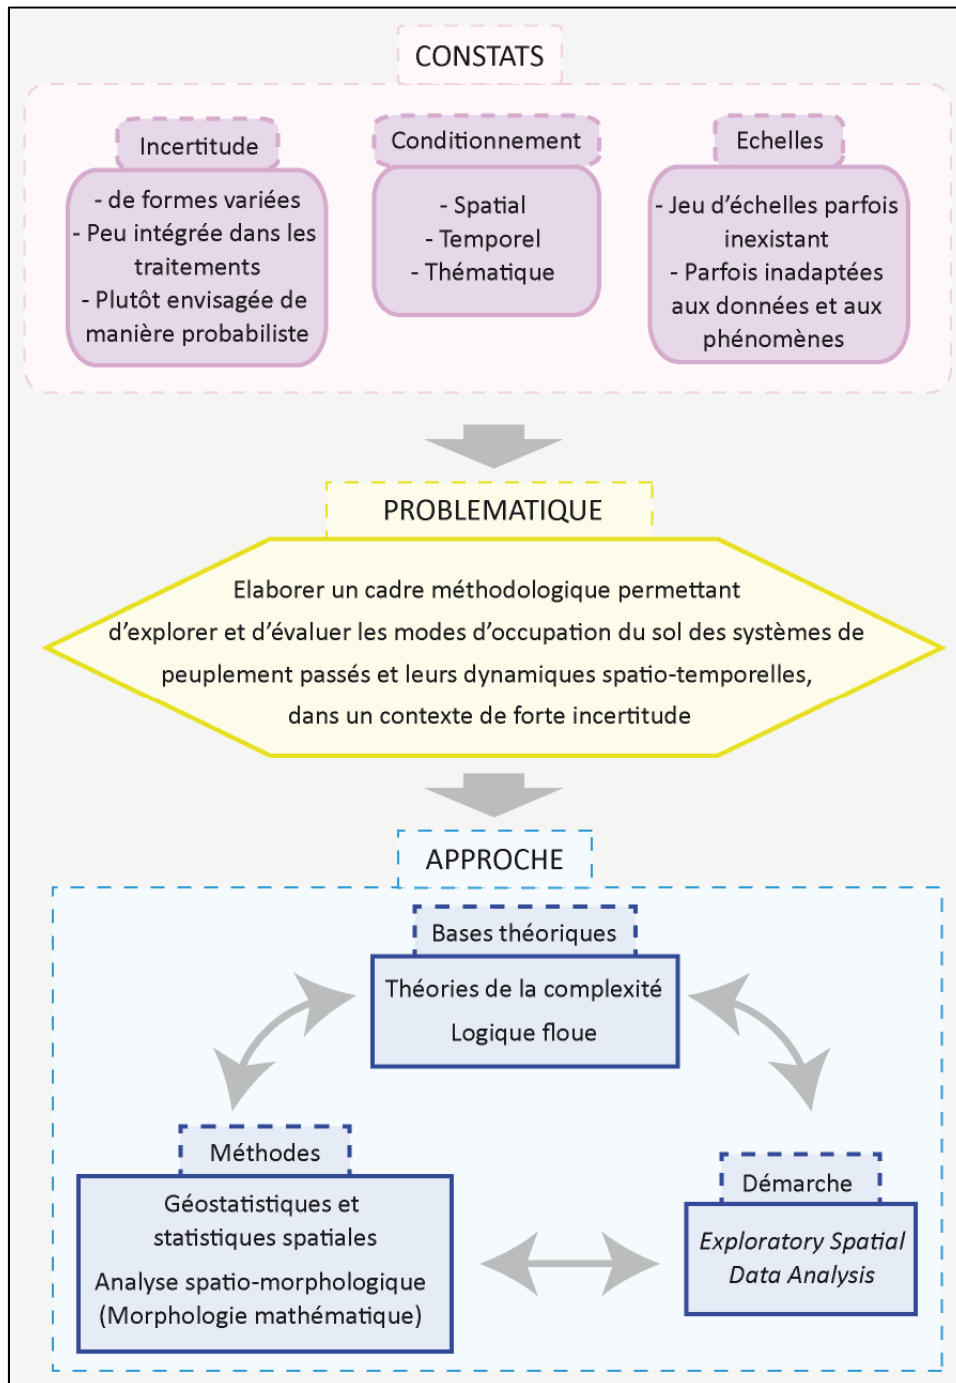 CONSTATS
Incertitude
- de formes variées
- Peu intégrée dans les
traitements
- Plutôt envisagée de
manière probabiliste
Conditionnement
- Spatial
- Temporel
- Thématique
Echelles
- Jeu d'échelles parfois
inexistant
- Parfois inadaptées
aux données et aux
phénomènes
PROBLEMATIQUE
Elaborer un cadre méthodologique permettant
d'explorer et d'évaluer les modes d'occupation du sol des systèmes de
peuplement passés et leurs dynamiques spatio-temporelles,
dans un contexte de forte incertitude
APPROCHE
Bases théoriques
Théories de la complexité
Logique floue
Méthodes
Géostatistiques et
statistiques spatiales
Analyse spatio-morphologique
(Morphologie mathématique)
Démarche
Exploratory Spatial
Data Analysis